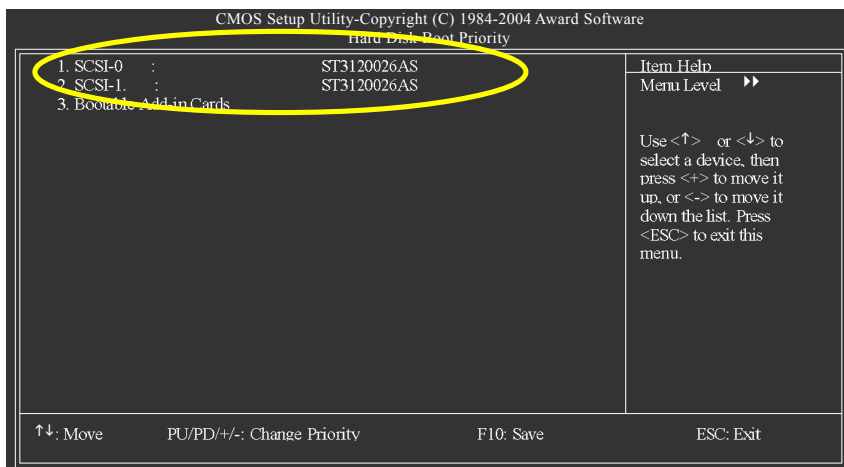 CMOS Setup Utility-Copyright (C) 1984-2004 Award Software
Hard Disk Boot Priority
1. SCSI-0 : ST3120026AS
2. SCSI-1. : ST3120026AS
3. Bootable Add-in Cards
Item Help
Menu Level ▸▸
Use <↑> or <↓> to
select a device, then
press <+> to move it
up, or <-> to move it
down the list. Press
<ESC> to exit this
menu.
↑↓: Move PU/PD/+/-: Change Priority F10: Save ESC: Exit